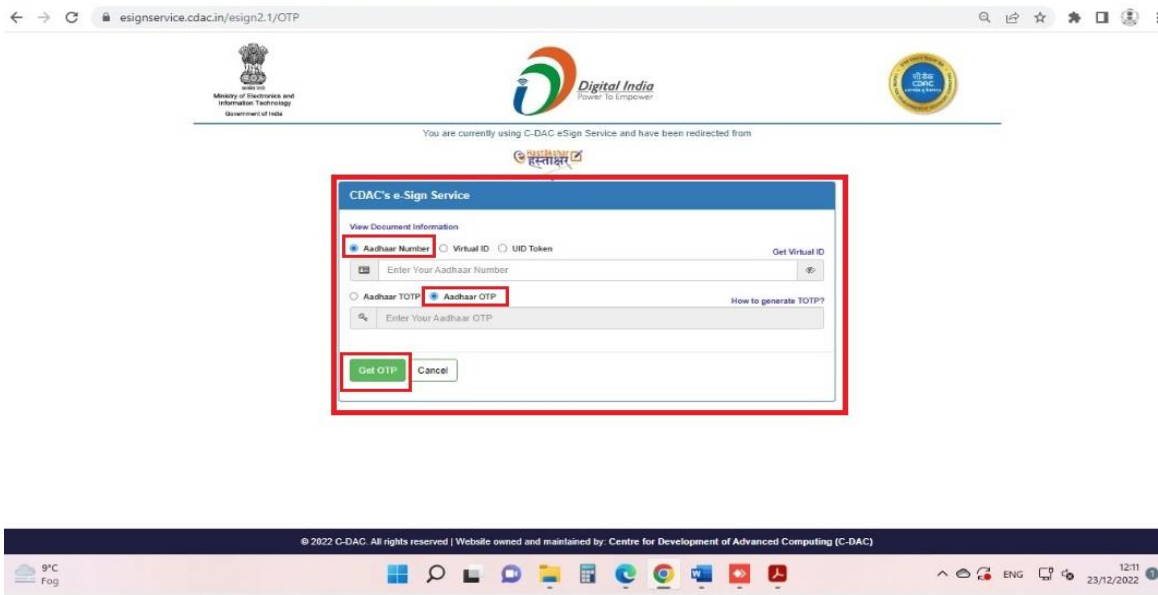 esignservice.cdac.in/esign2.1/OTP
Ministry of Electronics and
Information Technology
Government of India
Digital India
Power To Empower
CDAC
You are currently using C-DAC eSign Service and have been redirected from
हस्ताक्षर
CDAC's e-Sign Service
View Document Information
Aadhaar Number Virtual ID UID Token Get Virtual ID
Enter Your Aadhaar Number
Aadhaar TOTP Aadhaar OTP How to generate TOTP?
Enter Your Aadhaar OTP
Get OTP Cancel
© 2022 C-DAC. All rights reserved | Website owned and maintained by: Centre for Development of Advanced Computing (C-DAC)
9°C
Fog
ENG
12:11
23/12/2022